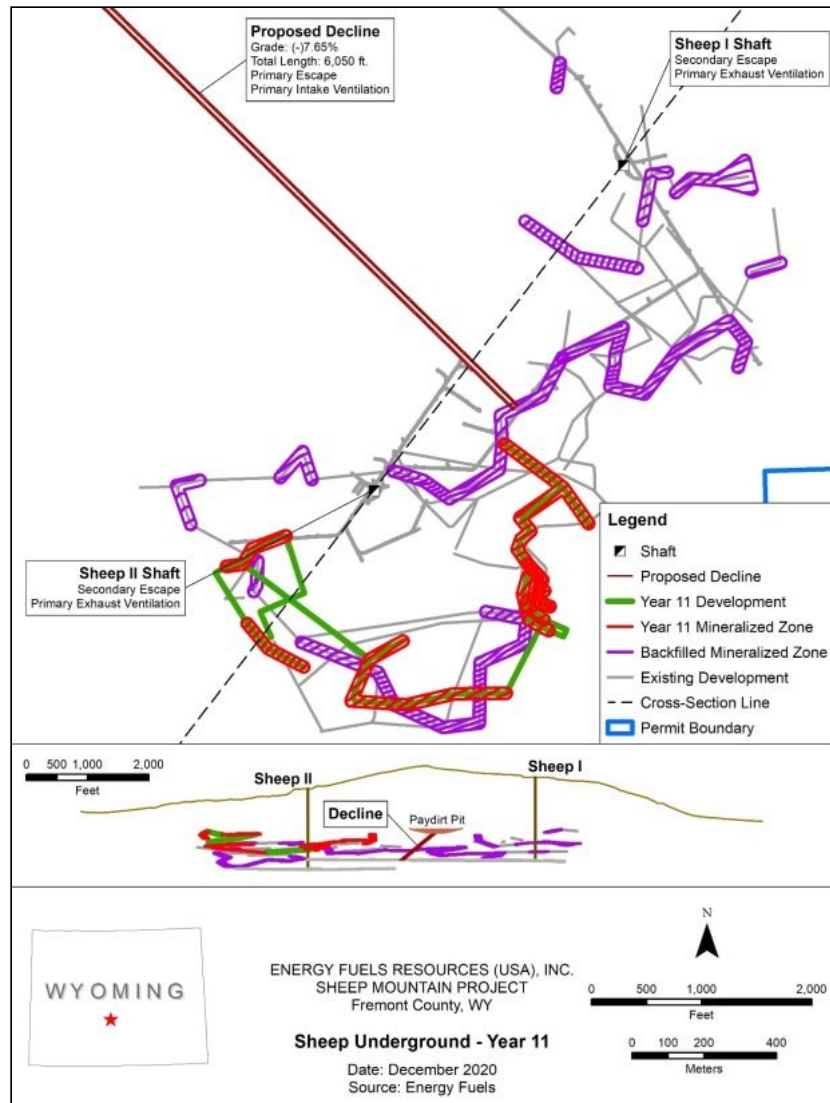 Proposed Decline
Grade: (-)7.65%
Total Length: 6,050 ft.
Primary Escape
Primary Intake Ventilation
Sheep I Shaft
Secondary Escape
Primary Exhaust Ventilation
Sheep II Shaft
Secondary Escape
Primary Exhaust Ventilation
Legend
Shaft
Proposed Decline
Year 11 Development
Year 11 Mineralized Zone
Backfilled Mineralized Zone
Existing Development
Cross-Section Line
Permit Boundary
0 500 1,000 2,000
Feet
Sheep II
Sheep I
Decline
Paydirt Pit
WYOMING
ENERGY FUELS RESOURCES (USA), INC.
SHEEP MOUNTAIN PROJECT
Fremont County, WY
Sheep Underground - Year 11
Date: December 2020
Source: Energy Fuels
N
0 500 1,000 2,000
Feet
0 100 200 400
Meters